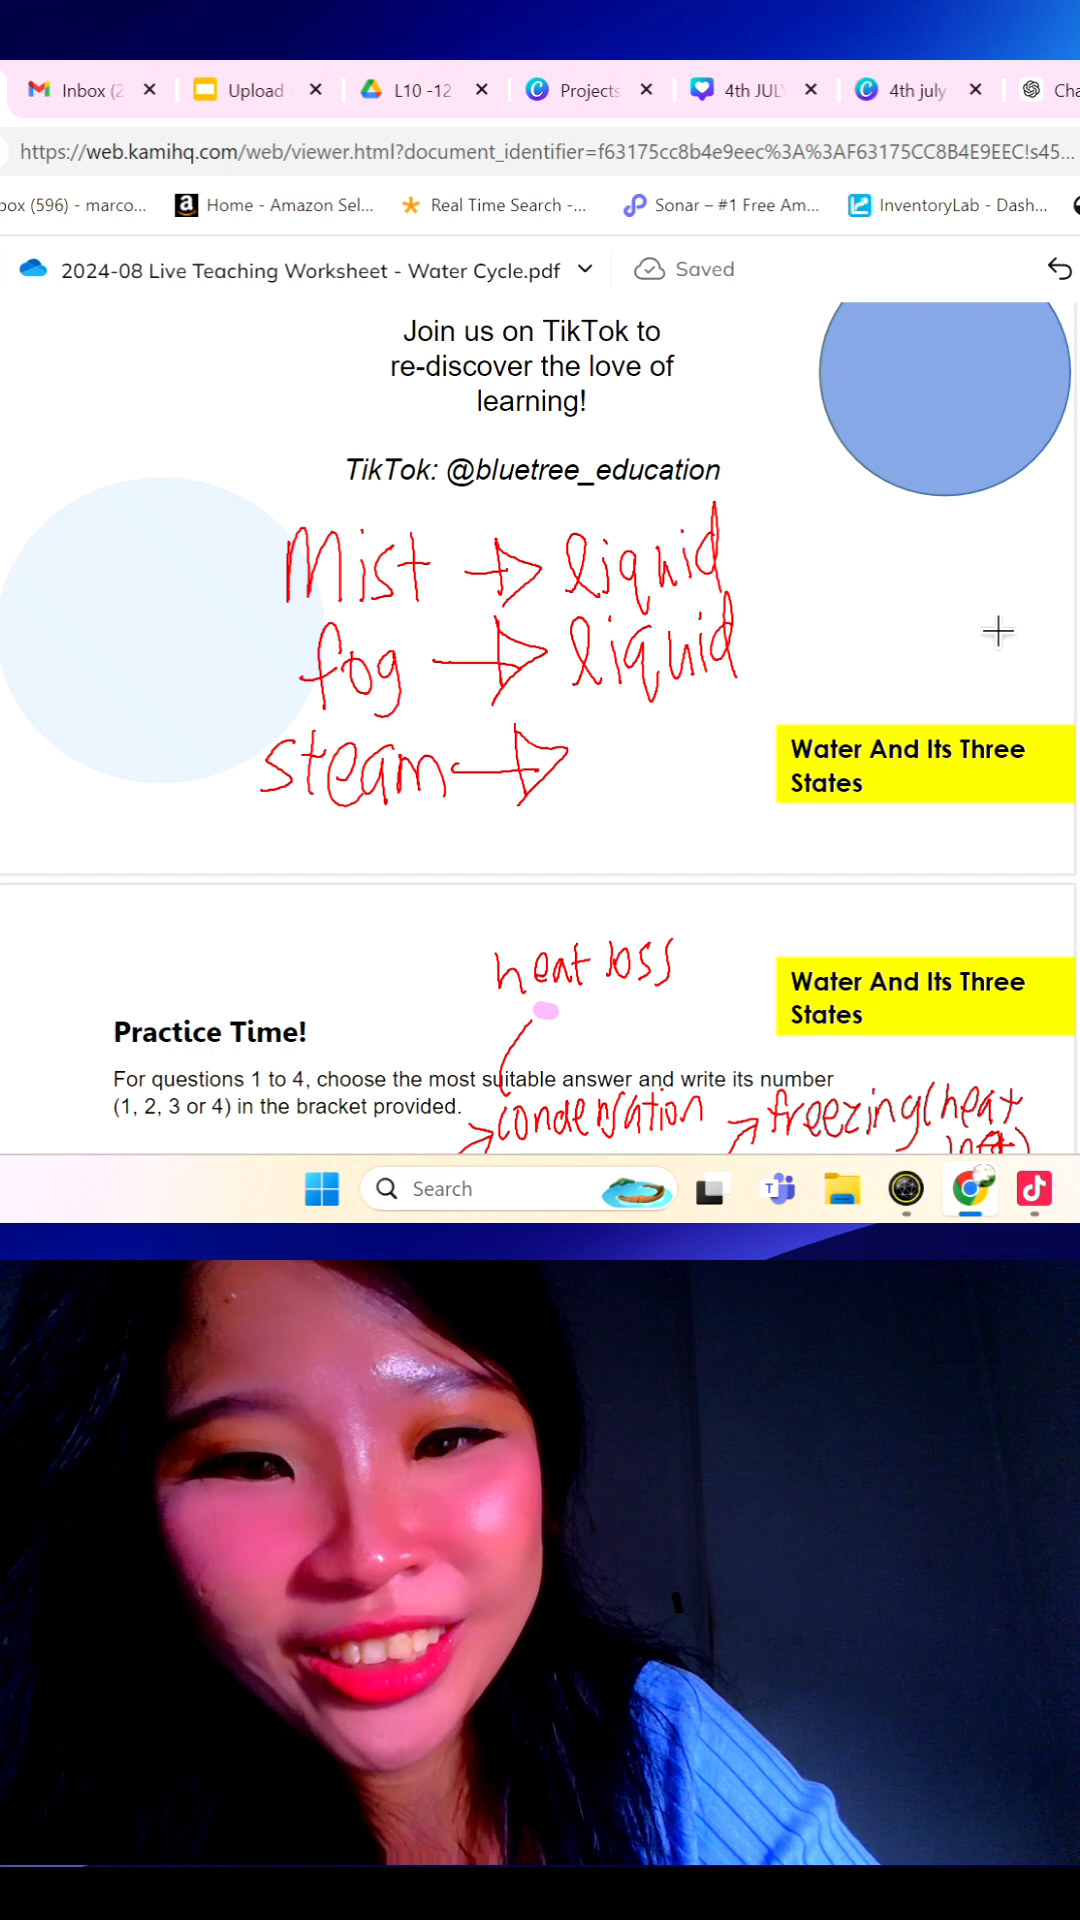 Inbox (2
Upload
L10 -12
Projects
4th JUL
4th july
Cha
https://web.kamihq.com/web/viewer.html?document_identifier=f63175cc8b4e9eec%3A%3AF63175CC8B4E9EEC!s45...
box (596) - marco...
Home - Amazon Sel...
Real Time Search -...
Sonar – #1 Free Am...
InventoryLab - Dash...
2024-08 Live Teaching Worksheet - Water Cycle.pdf
Saved
Join us on TikTok to
re-discover the love of
learning!
TikTok: @bluetree_education
Mist → liquid
fog → liquid
steam →
Water And Its Three
States
heat loss
Water And Its Three
States
Practice Time!
For questions 1 to 4, choose the most suitable answer and write its number
(1, 2, 3 or 4) in the bracket provided.
condensation
freezing (heat
Search